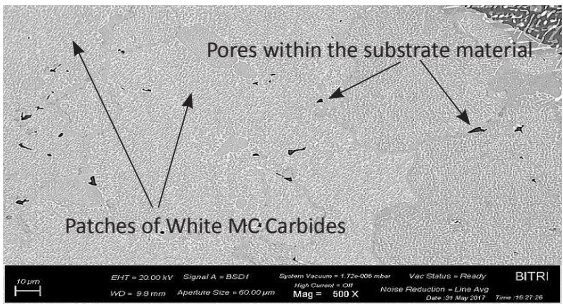 Pores within the substrate material
Patches of White MC Carbides
10 µm
EHT = 20.00 kV Signal A = BSD1 System Vacuum = 1.72e-006 mbar Vac Status = Ready BITRI
WD = 9.8 mm Aperture Size = 60.00 µm High Current = Off Noise Reduction = Line Avg
Mag = 500 X Date :31 May 2017 Time :15:27:26